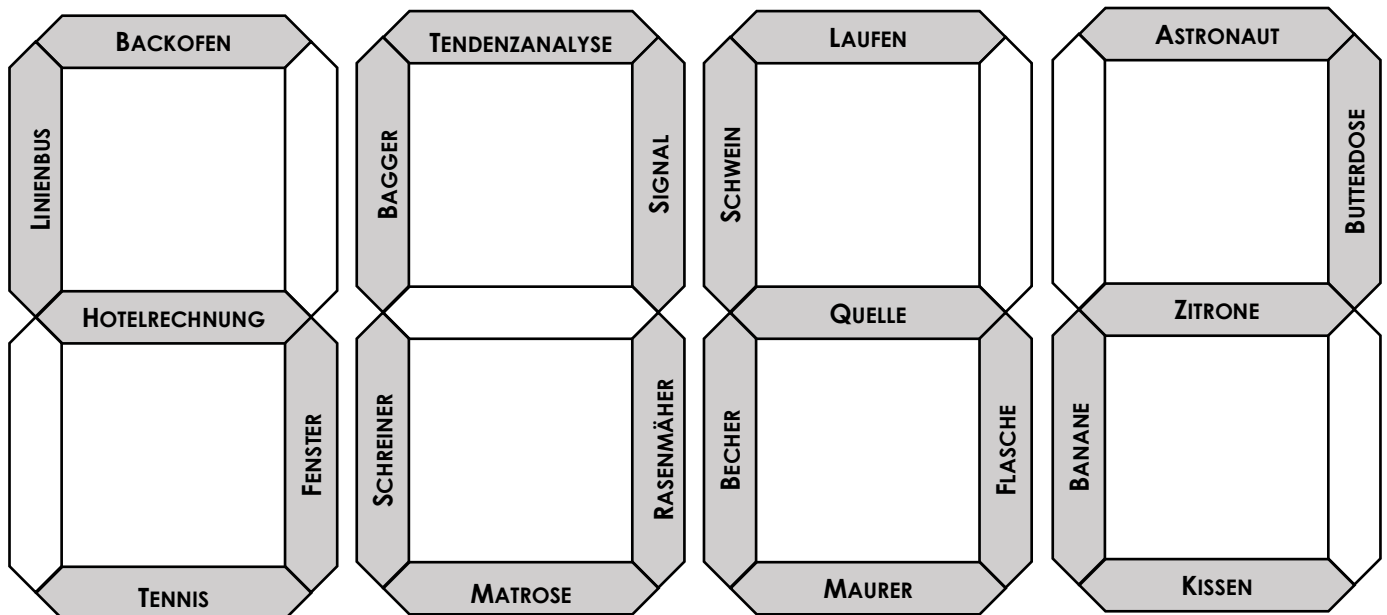 Backofen
Linienbus
Hotelrechnung
Fenster
Tennis
Tendenzanalyse
Bagger
Signal
Schreiner
Rasenmäher
Matrose
Laufen
Schwein
Quelle
Becher
Flasche
Maurer
Astronaut
Butterdose
Zitrone
Banane
Kissen